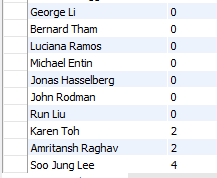 George Li 0
Bernard Tham 0
Luciana Ramos 0
Michael Entin 0
Jonas Hasselberg 0
John Rodman 0
Run Liu 0
Karen Toh 2
Amritansh Raghav 2
Soo Jung Lee 4